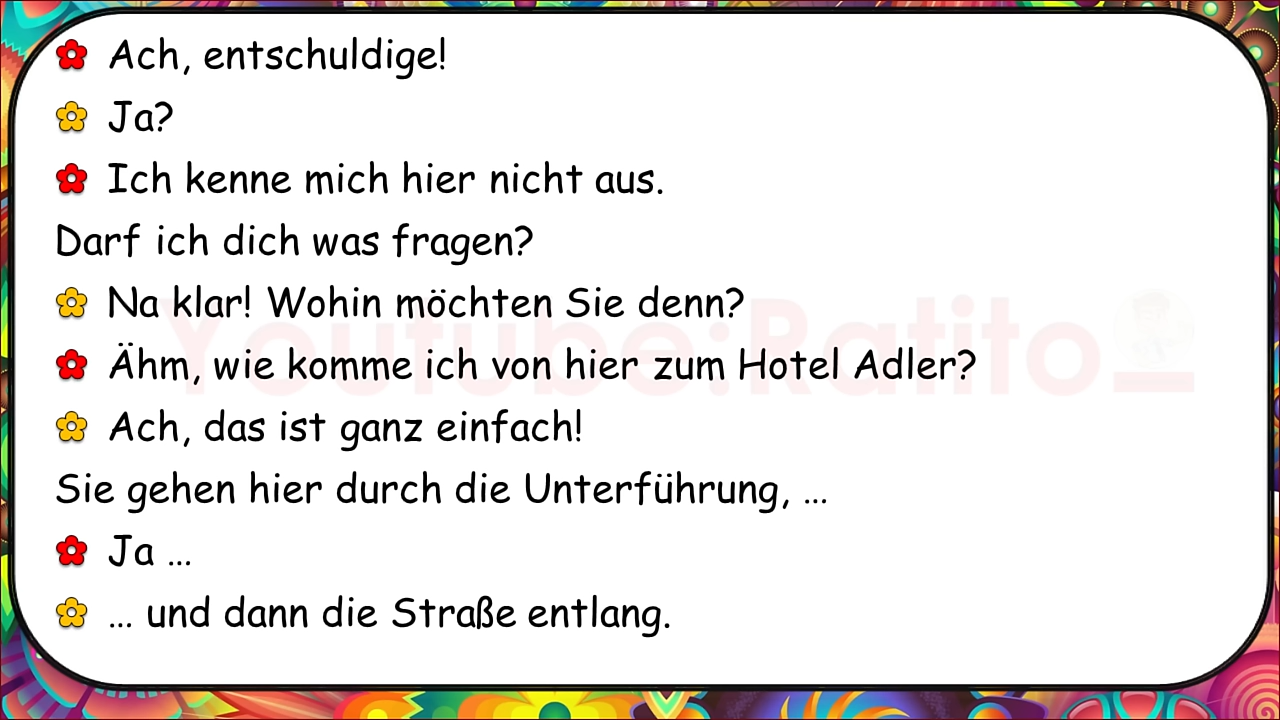 Ach, entschuldige!
Ja?
Ich kenne mich hier nicht aus.
Darf ich dich was fragen?
Na klar! Wohin möchten Sie denn?
Ähm, wie komme ich von hier zum Hotel Adler?
Ach, das ist ganz einfach!
Sie gehen hier durch die Unterführung, ...
Ja ...
... und dann die Straße entlang.
Youtube:Ratito